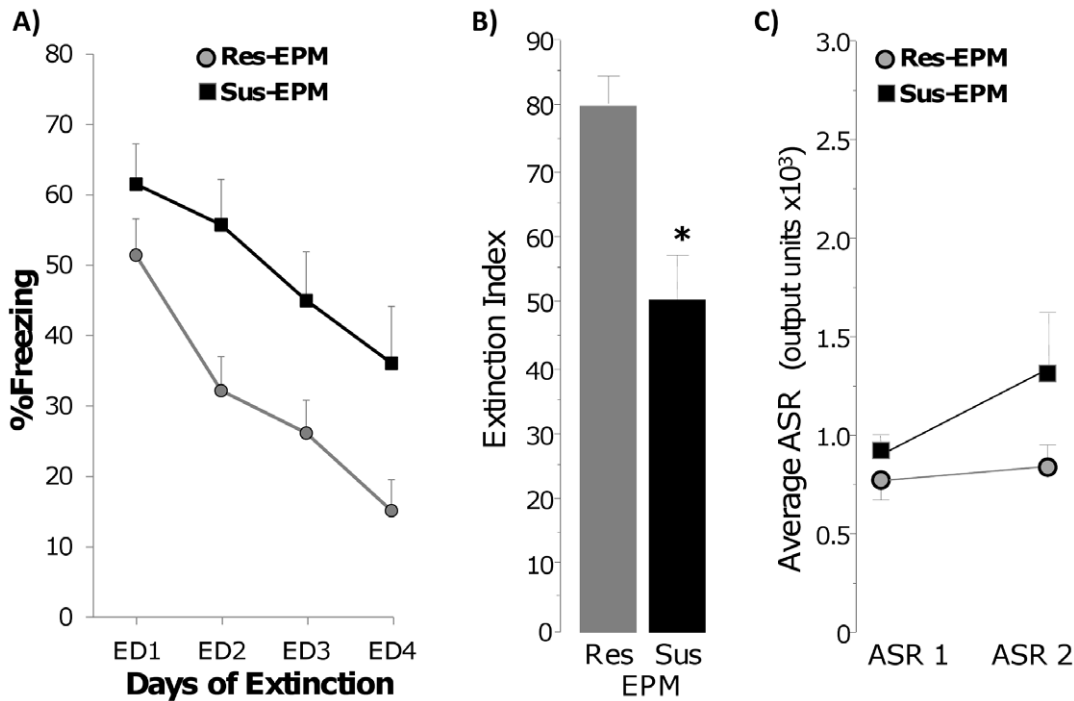 A)
Res-EPM
Sus-EPM
%Freezing
80
70
60
50
40
30
20
10
0
ED1 ED2 ED3 ED4
Days of Extinction
B)
Extinction Index
90
80
70
60
50
40
30
20
10
0
*
Res Sus
EPM
C)
Res-EPM
Sus-EPM
Average ASR (output units x10³)
3.0
2.5
2.0
1.5
1.0
0.5
0
ASR 1 ASR 2